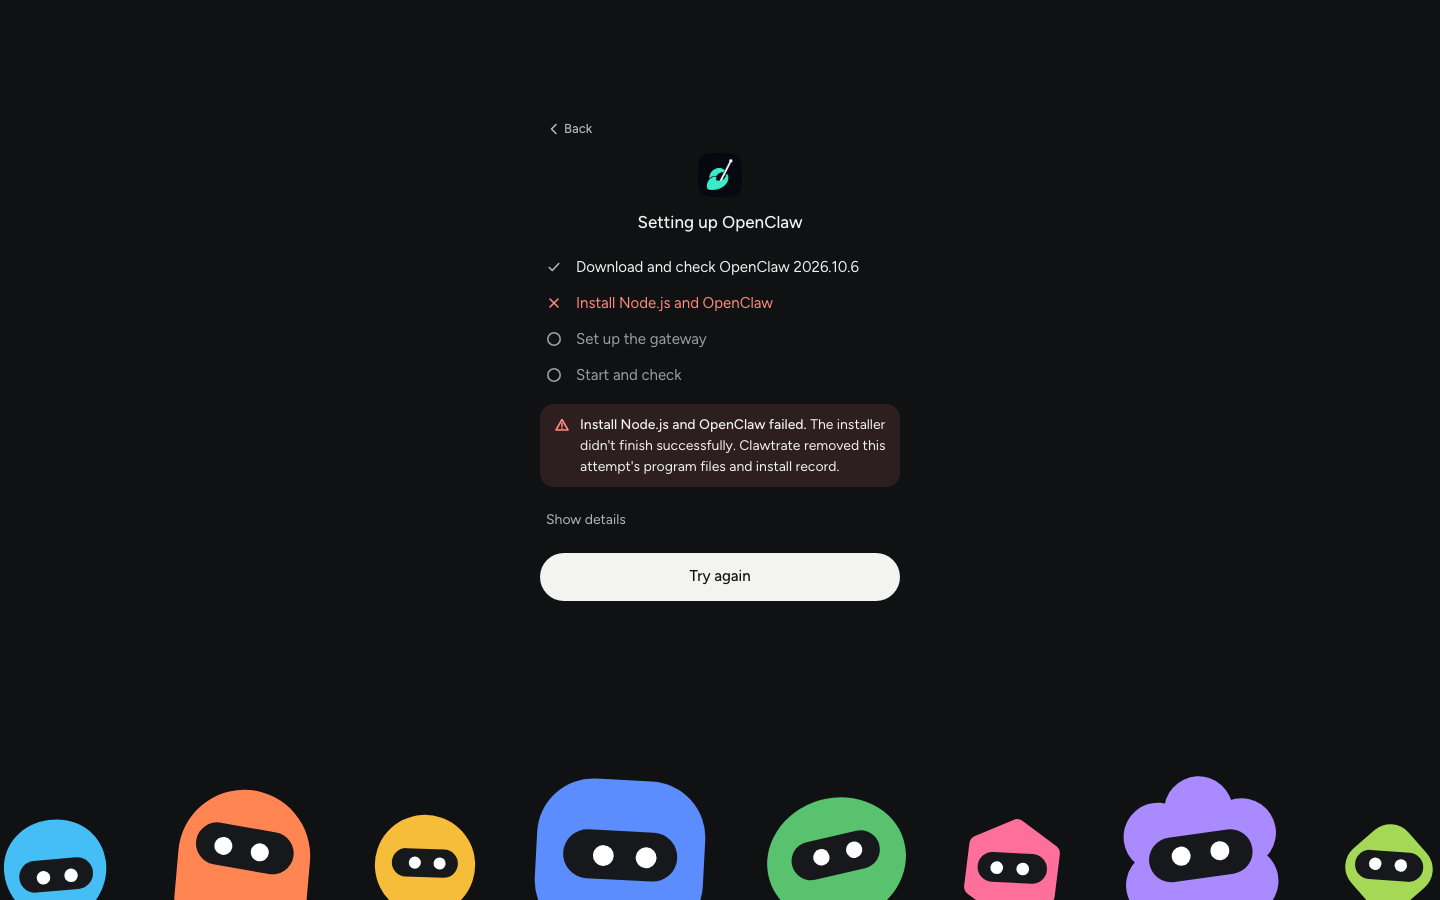 Back
Setting up OpenClaw
Download and check OpenClaw 2026.10.6
Install Node.js and OpenClaw
Set up the gateway
Start and check
Install Node.js and OpenClaw failed. The installer
didn't finish successfully. Clawtrate removed this
attempt's program files and install record.
Show details
Try again